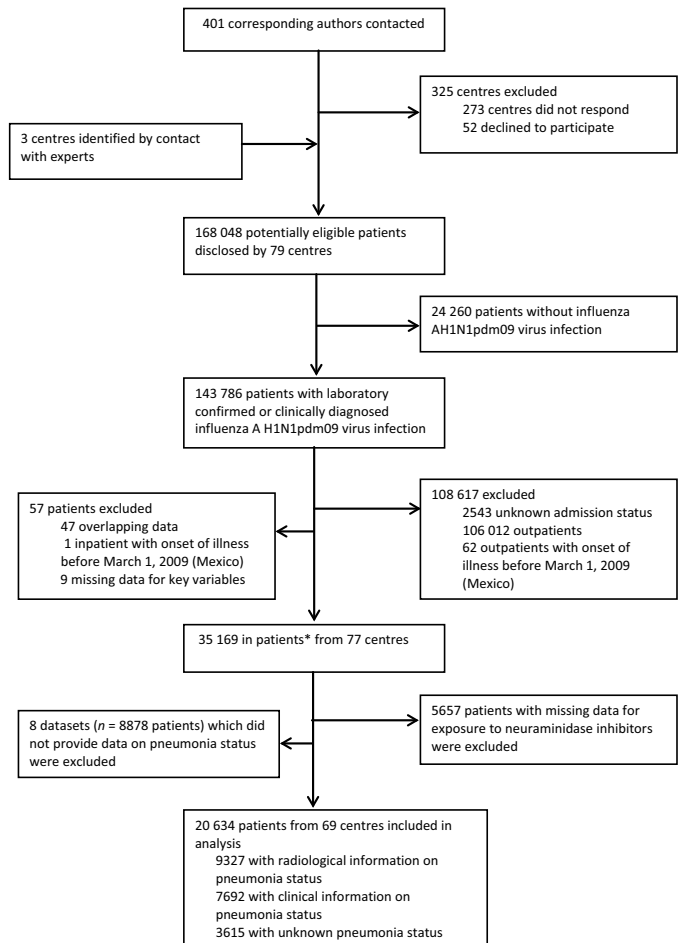 401 corresponding authors contacted
325 centres excluded
273 centres did not respond
52 declined to participate
3 centres identified by contact
with experts
168 048 potentially eligible patients
disclosed by 79 centres
24 260 patients without influenza
AH1N1pdm09 virus infection
143 786 patients with laboratory
confirmed or clinically diagnosed
influenza A H1N1pdm09 virus infection
57 patients excluded
47 overlapping data
1 inpatient with onset of illness
before March 1, 2009 (Mexico)
9 missing data for key variables
108 617 excluded
2543 unknown admission status
106 012 outpatients
62 outpatients with onset of
illness before March 1, 2009
(Mexico)
35 169 in patients* from 77 centres
8 datasets (n = 8878 patients) which did
not provide data on pneumonia status
were excluded
5657 patients with missing data for
exposure to neuraminidase inhibitors
were excluded
20 634 patients from 69 centres included in
analysis
9327 with radiological information on
pneumonia status
7692 with clinical information on
pneumonia status
3615 with unknown pneumonia status